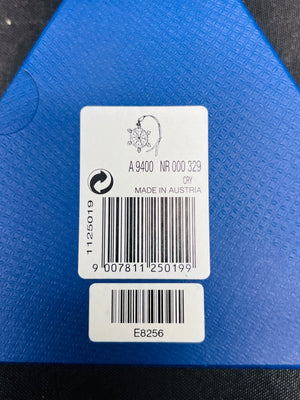 A 9400 NR 000 329
CRY
MADE IN AUSTRIA
1125019
9 007811 250199
E8256